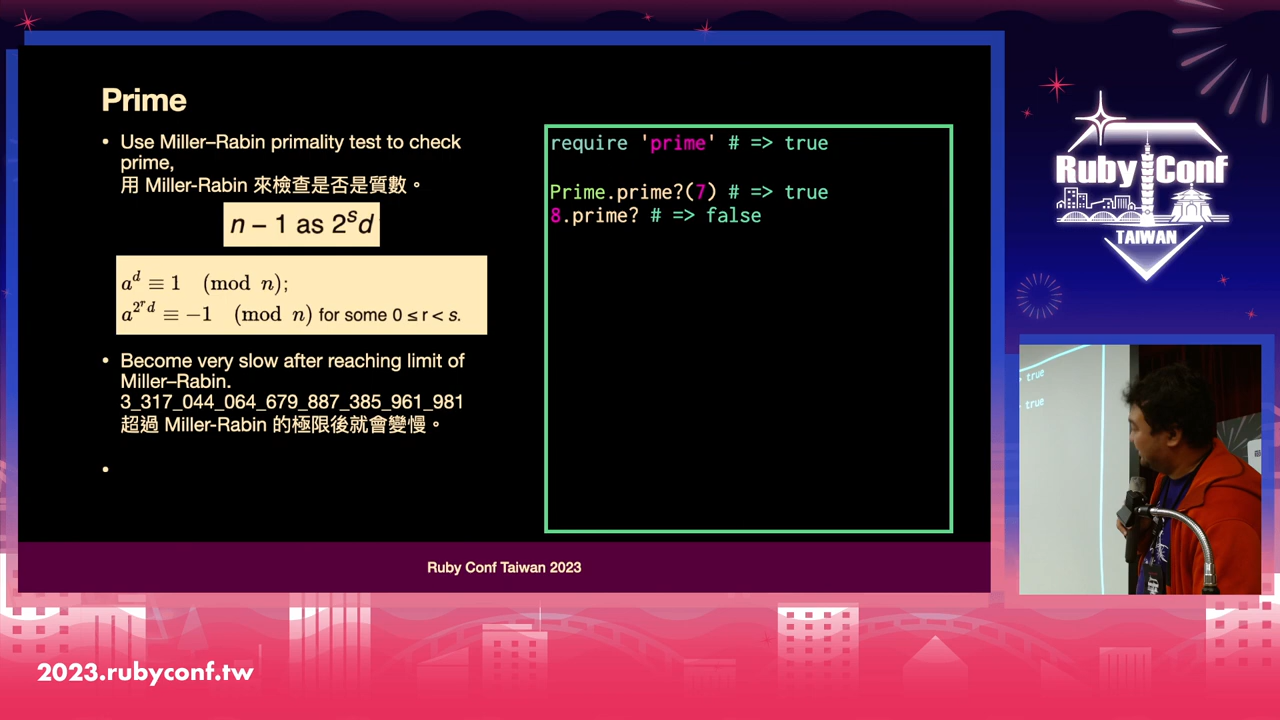 Prime
• Use Miller–Rabin primality test to check
prime,
用 Miller-Rabin 來檢查是否是質數。
n – 1 as 2^s d
a^d ≡ 1 (mod n);
a^{2^r d} ≡ −1 (mod n) for some 0 ≤ r < s.
• Become very slow after reaching limit of
Miller–Rabin.
3_317_044_064_679_887_385_961_981
超過 Miller-Rabin 的極限後就會變慢。
•
require 'prime' # => true
Prime.prime?(7) # => true
8.prime? # => false
Ruby Conf Taiwan 2023
Ruby Conf
TAIWAN
true
true
2023.rubyconf.tw